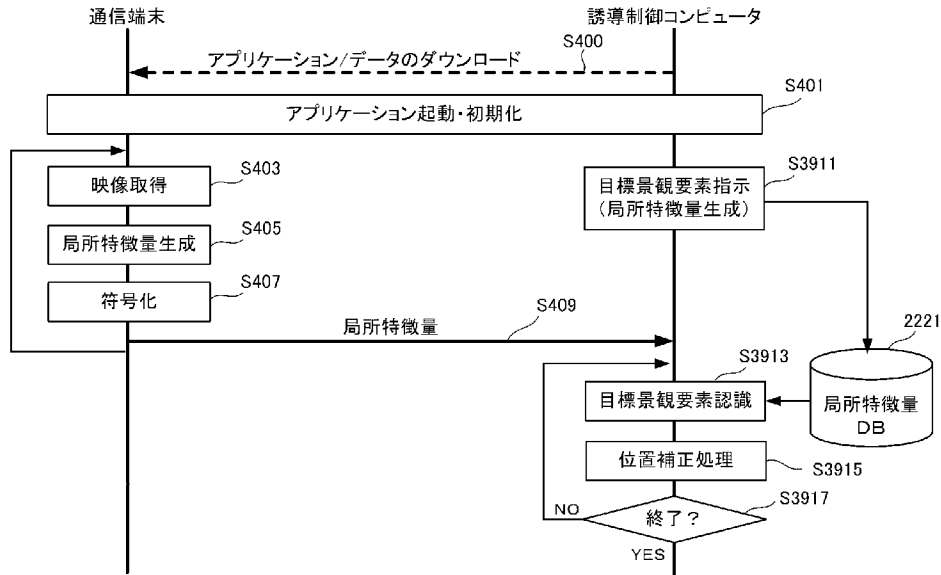 通信端末
誘導制御コンピュータ
S400
アプリケーション/データのダウンロード
S401
アプリケーション起動・初期化
S403
映像取得
S3911
目標景観要素指示
（局所特徴量生成）
S405
局所特徴量生成
S407
符号化
S409
局所特徴量
2221
局所特徴量
DB
S3913
目標景観要素認識
位置補正処理
S3915
S3917
終了？
NO
YES